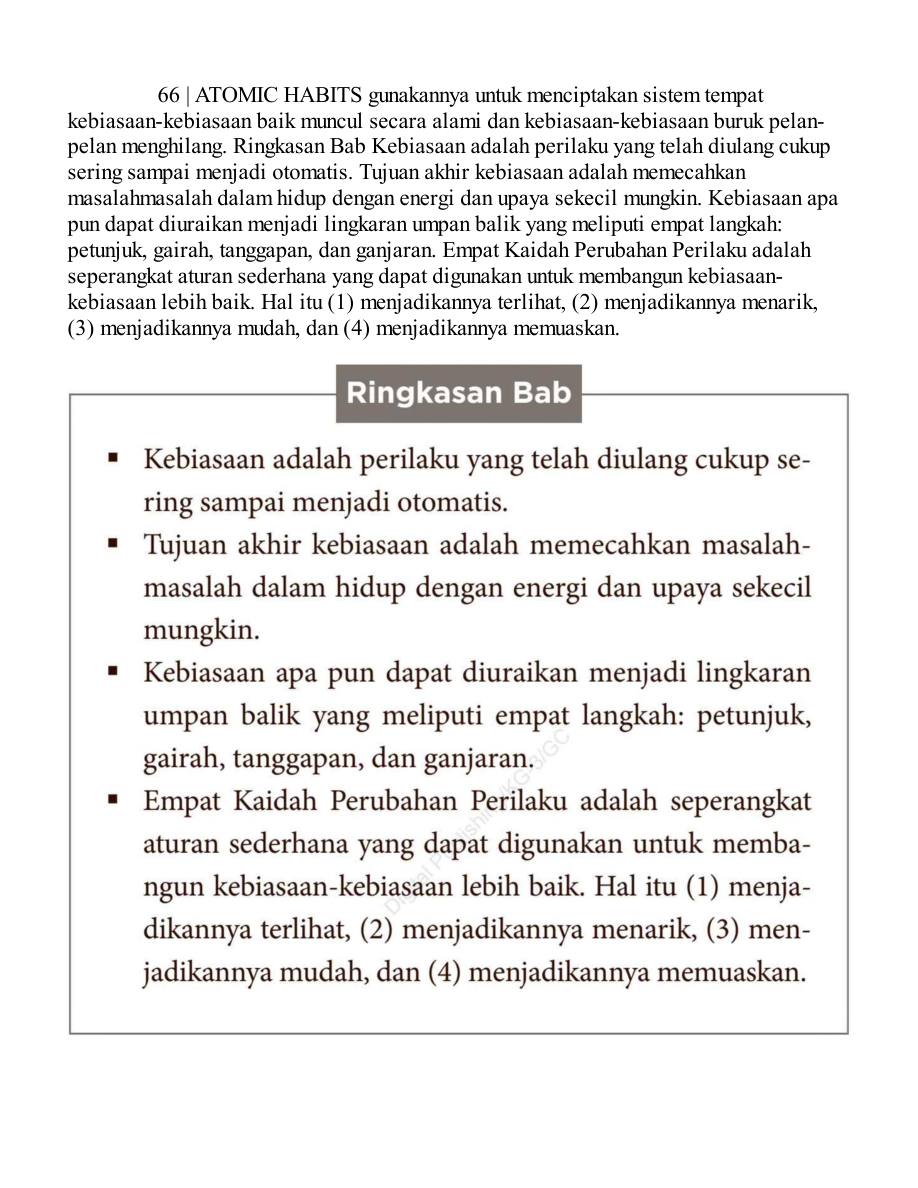 66 | ATOMIC HABITS gunakannya untuk menciptakan sistem tempat
kebiasaan-kebiasaan baik muncul secara alami dan kebiasaan-kebiasaan buruk pelan-
pelan menghilang. Ringkasan Bab Kebiasaan adalah perilaku yang telah diulang cukup
sering sampai menjadi otomatis. Tujuan akhir kebiasaan adalah memecahkan
masalahmasalah dalam hidup dengan energi dan upaya sekecil mungkin. Kebiasaan apa
pun dapat diuraikan menjadi lingkaran umpan balik yang meliputi empat langkah:
petunjuk, gairah, tanggapan, dan ganjaran. Empat Kaidah Perubahan Perilaku adalah
seperangkat aturan sederhana yang dapat digunakan untuk membangun kebiasaan-
kebiasaan lebih baik. Hal itu (1) menjadikannya terlihat, (2) menjadikannya menarik,
(3) menjadikannya mudah, dan (4) menjadikannya memuaskan.
Ringkasan Bab
▪ Kebiasaan adalah perilaku yang telah diulang cukup se-
ring sampai menjadi otomatis.
▪ Tujuan akhir kebiasaan adalah memecahkan masalah-
masalah dalam hidup dengan energi dan upaya sekecil
mungkin.
▪ Kebiasaan apa pun dapat diuraikan menjadi lingkaran
umpan balik yang meliputi empat langkah: petunjuk,
gairah, tanggapan, dan ganjaran.
▪ Empat Kaidah Perubahan Perilaku adalah seperangkat
aturan sederhana yang dapat digunakan untuk memba-
ngun kebiasaan-kebiasaan lebih baik. Hal itu (1) menja-
dikannya terlihat, (2) menjadikannya menarik, (3) men-
jadikannya mudah, dan (4) menjadikannya memuaskan.